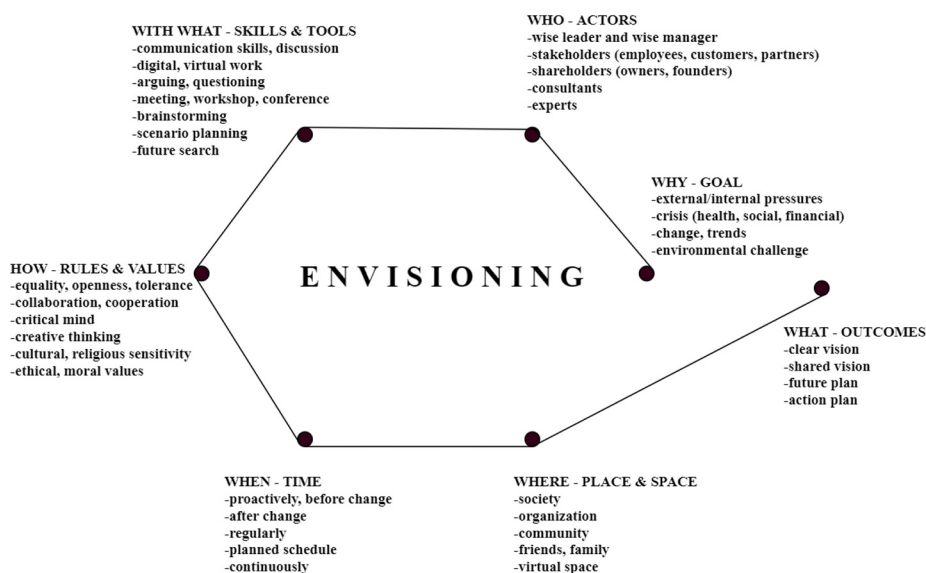 WITH WHAT - SKILLS & TOOLS
-communication skills, discussion
-digital, virtual work
-arguing, questioning
-meeting, workshop, conference
-brainstorming
-scenario planning
-future search
WHO - ACTORS
-wise leader and wise manager
-stakeholders (employees, customers, partners)
-shareholders (owners, founders)
-consultants
-experts
WHY - GOAL
-external/internal pressures
-crisis (health, social, financial)
-change, trends
-environmental challenge
HOW - RULES & VALUES
-equality, openness, tolerance
-collaboration, cooperation
-critical mind
-creative thinking
-cultural, religious sensitivity
-ethical, moral values
ENVISIONING
WHAT - OUTCOMES
-clear vision
-shared vision
-future plan
-action plan
WHEN - TIME
-proactively, before change
-after change
-regularly
-planned schedule
-continuously
WHERE - PLACE & SPACE
-society
-organization
-community
-friends, family
-virtual space